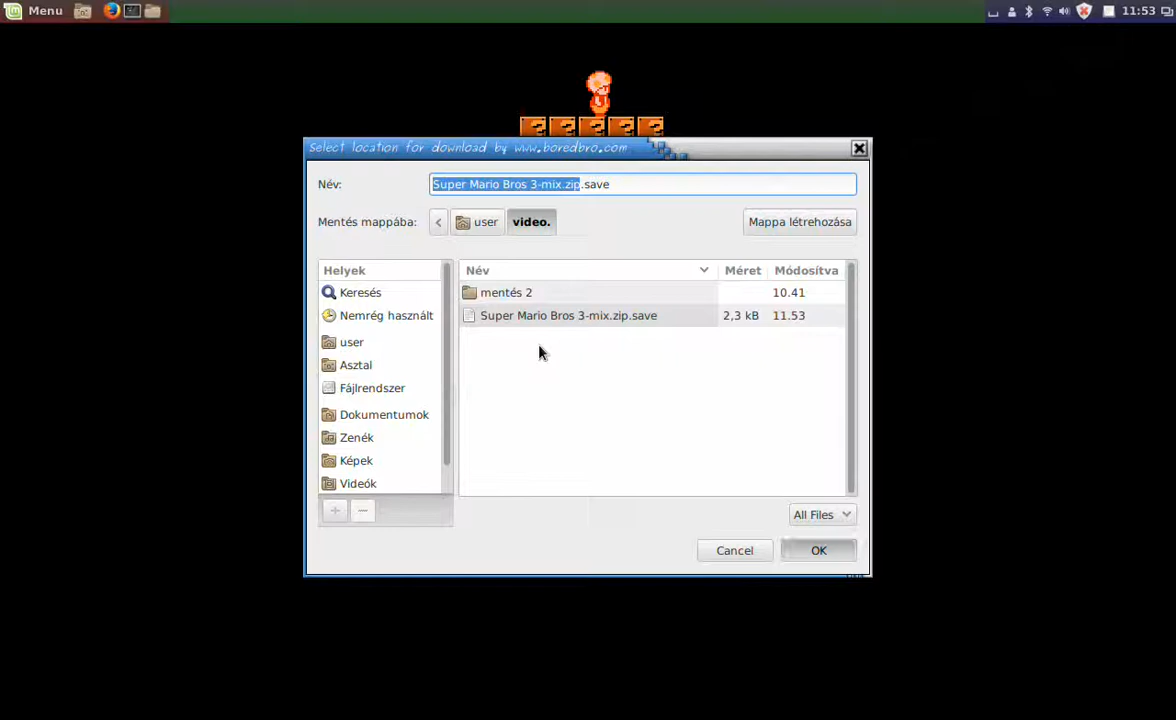 Menu
11:53
Select location for download by www.boredbro.com
Név: Super Mario Bros 3-mix.zip.save
Mentés mappába: < user video. Mappa létrehozása
Helyek
Keresés
Nemrég használt
user
Asztal
Fájlrendszer
Dokumentumok
Zenék
Képek
Videók
Név Méret Módosítva
mentés 2 10.41
Super Mario Bros 3-mix.zip.save 2,3 kB 11.53
All Files
Cancel OK